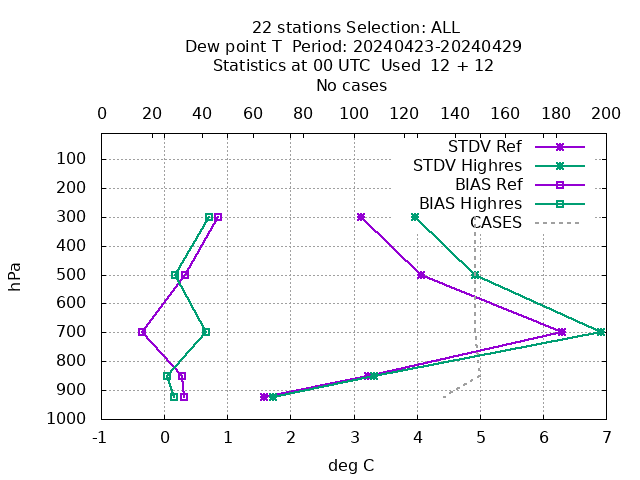 22 stations Selection: ALL
Dew point T  Period: 20240423-20240429
Statistics at 00 UTC  Used  12 + 12
No cases
0 20 40 60 80 100 120 140 160 180 200
STDV Ref
STDV Highres
BIAS Ref
BIAS Highres
CASES
100
200
300
400
500
600
700
800
900
1000
hPa
-1 0 1 2 3 4 5 6 7
deg C